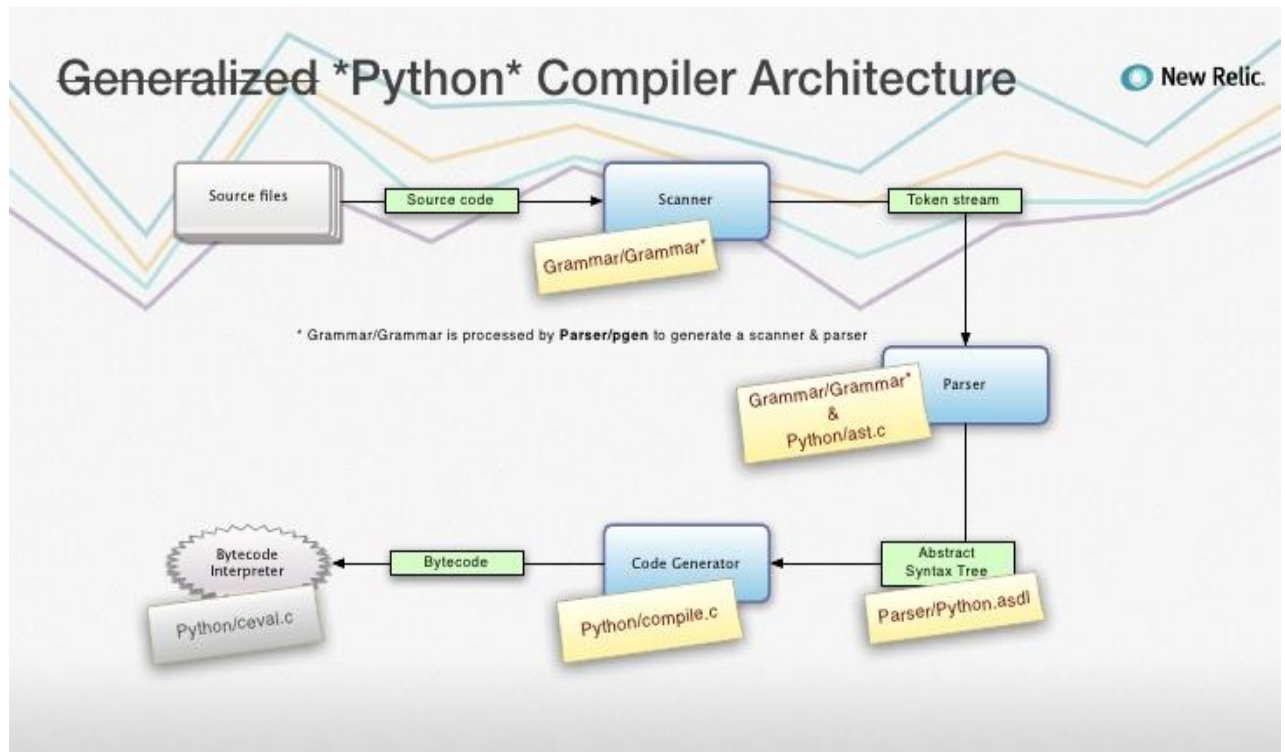 Generalized *Python* Compiler Architecture
New Relic.
Source files
Source code
Scanner
Token stream
Grammar/Grammar*
* Grammar/Grammar is processed by Parser/pgen to generate a scanner & parser
Parser
Grammar/Grammar*
&
Python/ast.c
Bytecode
Interpreter
Bytecode
Code Generator
Abstract
Syntax Tree
Python/ceval.c
Python/compile.c
Parser/Python.asdl